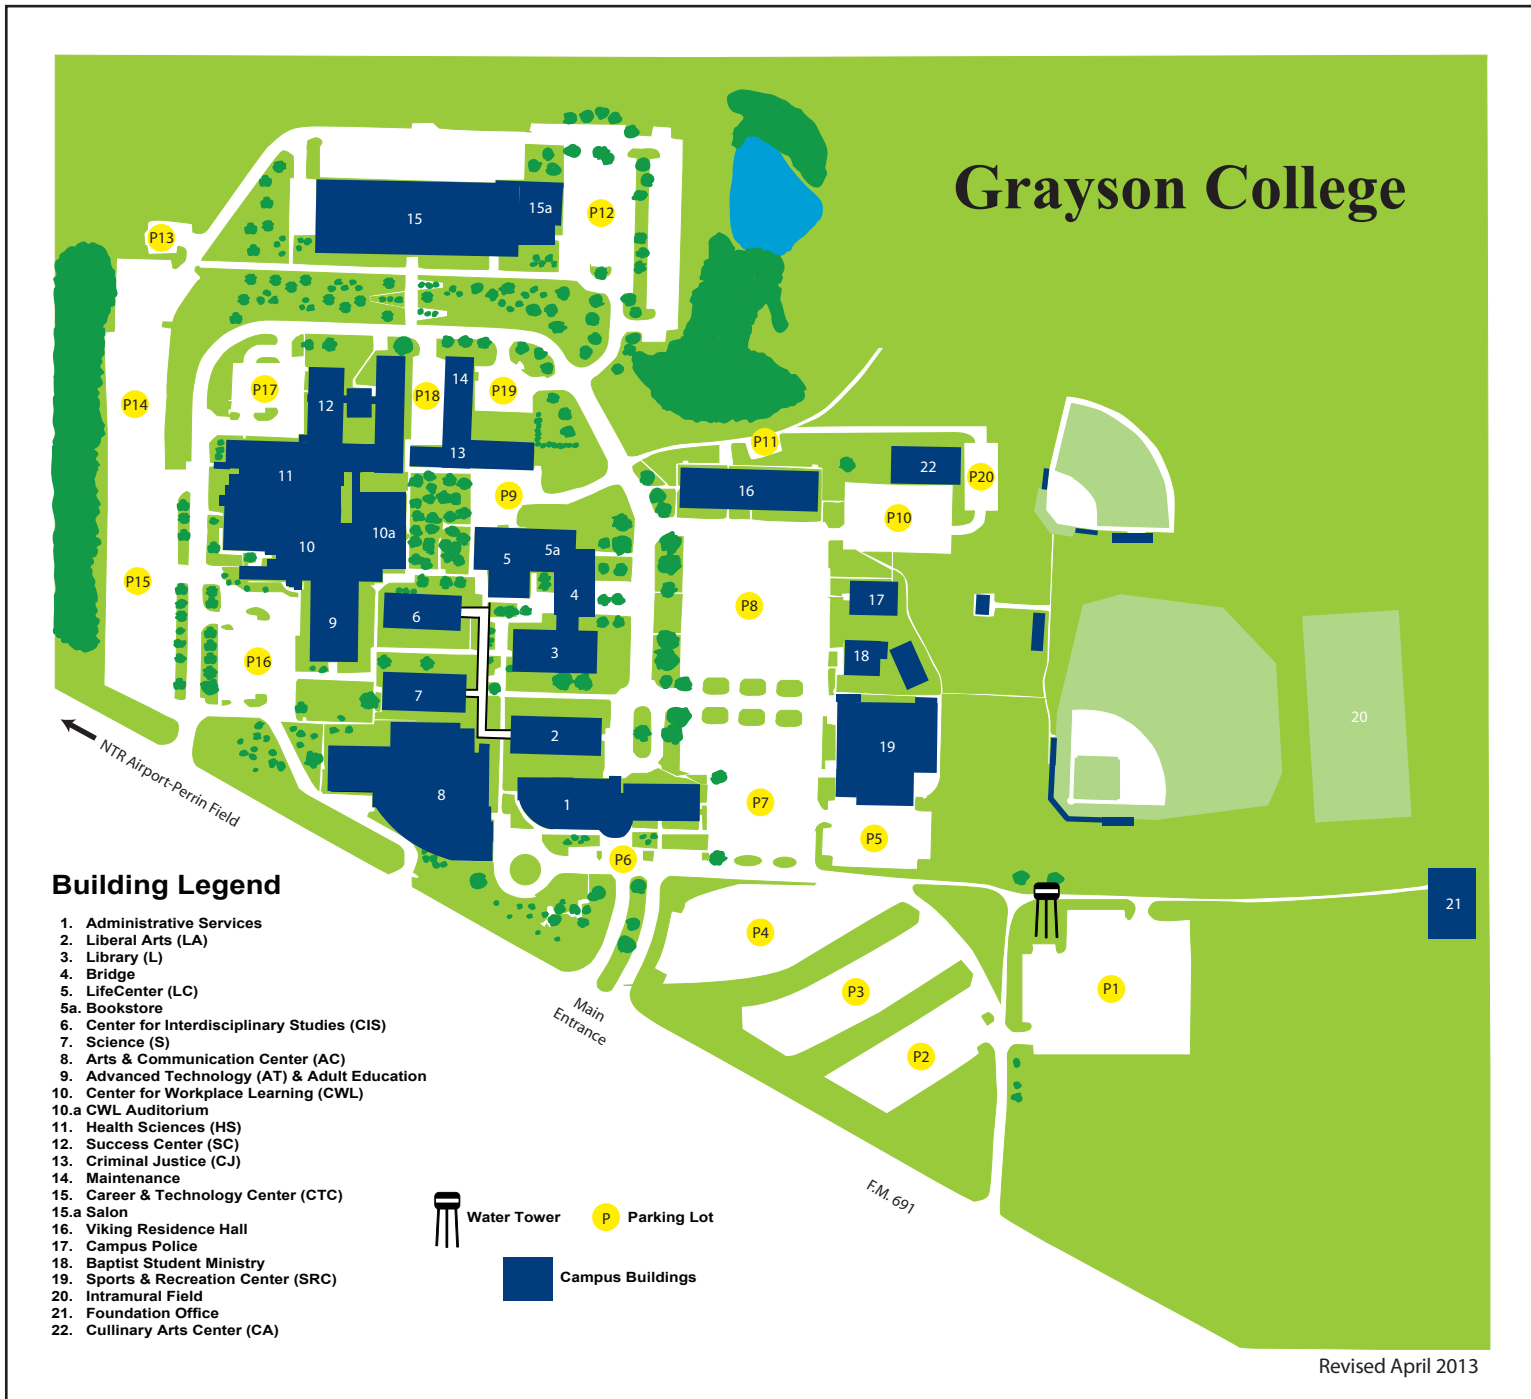 Grayson College
15
15a
P12
P13
P14
P17
12
P18
14
P19
13
11
P11
22
P20
16
P9
P10
10a
10
5
5a
4
P15
P8
17
6
9
3
18
P16
7
2
19
20
8
1
P7
P5
P6
NTR Airport-Perrin Field
21
P4
P3
P1
P2
Main
Entrance
F.M. 691
Building Legend
1. Administrative Services
2. Liberal Arts (LA)
3. Library (L)
4. Bridge
5. LifeCenter (LC)
5a. Bookstore
6. Center for Interdisciplinary Studies (CIS)
7. Science (S)
8. Arts & Communication Center (AC)
9. Advanced Technology (AT) & Adult Education
10. Center for Workplace Learning (CWL)
10.a CWL Auditorium
11. Health Sciences (HS)
12. Success Center (SC)
13. Criminal Justice (CJ)
14. Maintenance
15. Career & Technology Center (CTC)
15.a Salon
16. Viking Residence Hall
17. Campus Police
18. Baptist Student Ministry
19. Sports & Recreation Center (SRC)
20. Intramural Field
21. Foundation Office
22. Cullinary Arts Center (CA)
Water Tower
P Parking Lot
Campus Buildings
Revised April 2013